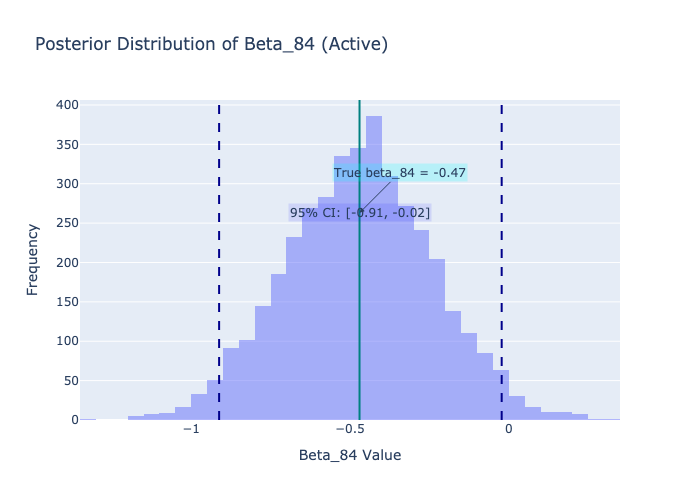 Posterior Distribution of Beta_84 (Active)
400
350
300
250
200
150
100
50
0
Frequency
True beta_84 = -0.47
95% CI: [-0.91, -0.02]
−1
−0.5
0
Beta_84 Value